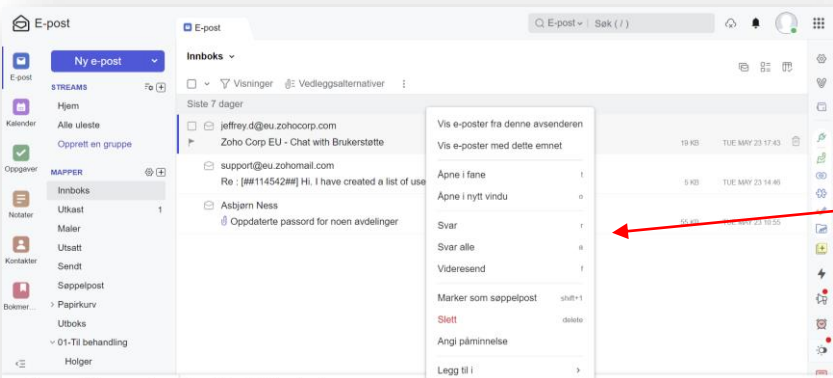 E-post
E-post
E-post
Søk ( / )
E-post
Kalender
Oppgaver
Notater
Kontakter
Bokmer...
Ny e-post
STREAMS
Hjem
Alle uleste
Opprett en gruppe
MAPPER
Innboks
Utkast 1
Maler
Utsatt
Sendt
Søppelpost
Papirkurv
Utboks
01-Til behandling
Holger
Innboks
Visninger Vedleggsalternativer
Siste 7 dager
jeffrey.d@eu.zohocorp.com
Zoho Corp EU - Chat with Brukerstøtte 19 KB TUE MAY 23 17:43
support@eu.zohomail.com
Re : [##114542##] Hi. I have created a list of use 5 KB TUE MAY 23 14:46
Asbjørn Ness
Oppdaterte passord for noen avdelinger 55 KB TUE MAY 23 10:55
Vis e-poster fra denne avsenderen
Vis e-poster med dette emnet
Åpne i fane t
Åpne i nytt vindu o
Svar r
Svar alle a
Videresend f
Marker som søppelpost shift+1
Slett delete
Angi påminnelse
Legg til i